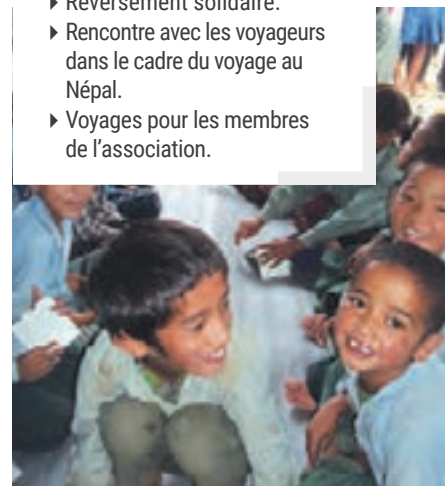 ▸ Reversement solidaire.
▸ Rencontre avec les voyageurs
dans le cadre du voyage au
Népal.
▸ Voyages pour les membres
de l’association.